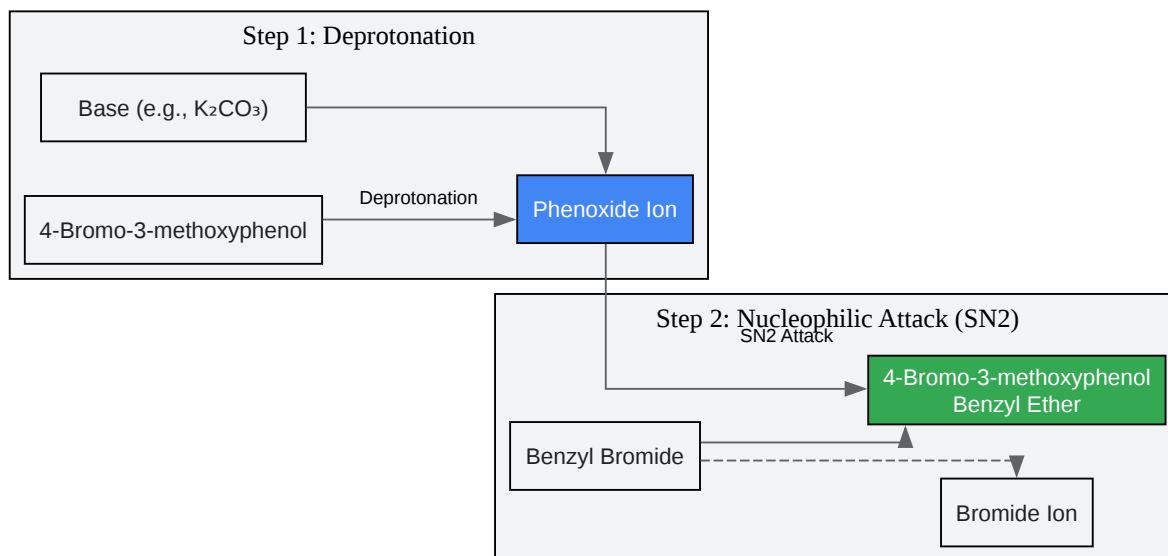 Step 1: Deprotonation
Base (e.g., K₂CO₃)
Deprotonation
Phenoxide Ion
4-Bromo-3-methoxyphenol
Step 2: Nucleophilic Attack (SN2)
SN2 Attack
4-Bromo-3-methoxyphenol
Benzyl Ether
Benzyl Bromide
Bromide Ion